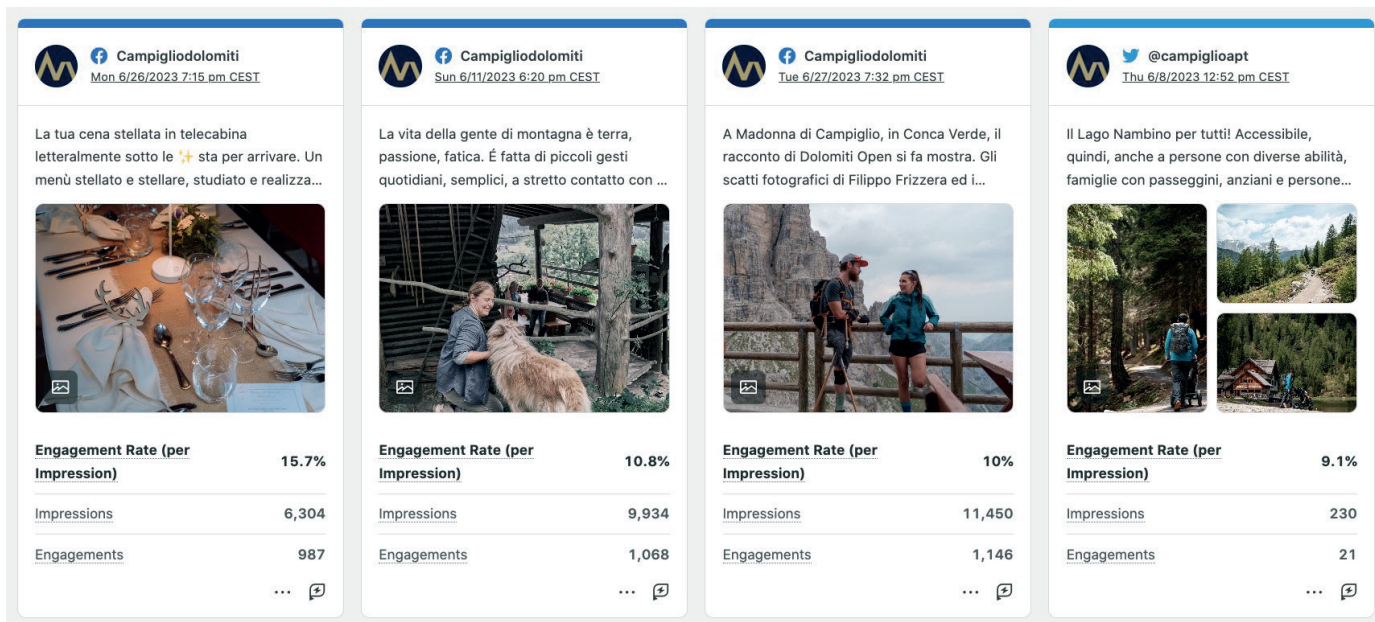 Campigliodolomiti
Mon 6/26/2023 7:15 pm CEST
La tua cena stellata in telecabina
letteralmente sotto le ✨ sta per arrivare. Un
menù stellato e stellare, studiato e realizza...
Engagement Rate (per
Impression)
15.7%
Impressions
6,304
Engagements
987
Campigliodolomiti
Sun 6/11/2023 6:20 pm CEST
La vita della gente di montagna è terra,
passione, fatica. É fatta di piccoli gesti
quotidiani, semplici, a stretto contatto con ...
Engagement Rate (per
Impression)
10.8%
Impressions
9,934
Engagements
1,068
Campigliodolomiti
Tue 6/27/2023 7:32 pm CEST
A Madonna di Campiglio, in Conca Verde, il
racconto di Dolomiti Open si fa mostra. Gli
scatti fotografici di Filippo Frizzera ed i...
Engagement Rate (per
Impression)
10%
Impressions
11,450
Engagements
1,146
@campiglioapt
Thu 6/8/2023 12:52 pm CEST
Il Lago Nambino per tutti! Accessibile,
quindi, anche a persone con diverse abilità,
famiglie con passeggini, anziani e persone...
Engagement Rate (per
Impression)
9.1%
Impressions
230
Engagements
21